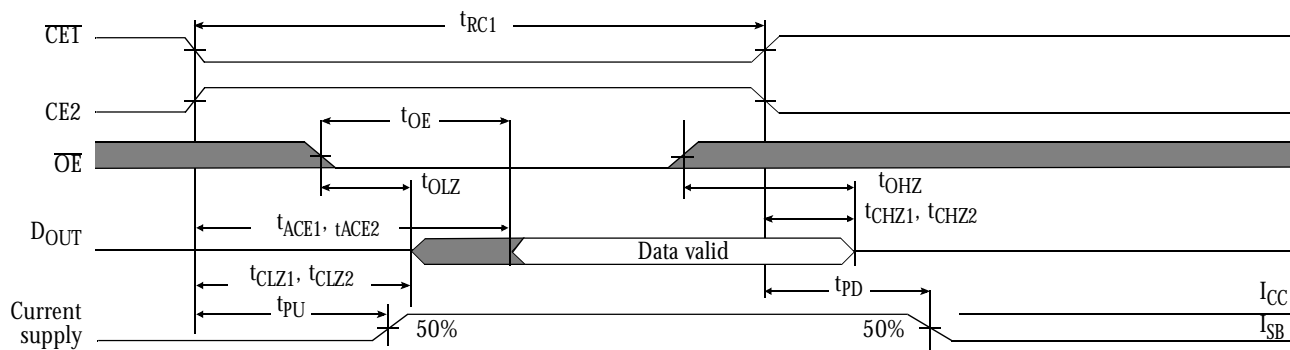 tRC1
CE1
CE2
tOE
OE
tOLZ
tOHZ
tACE1, tACE2
tCHZ1, tCHZ2
DOUT
Data valid
tCLZ1, tCLZ2
tPU
tPD
ICC
Current
supply
50%
50%
ISB